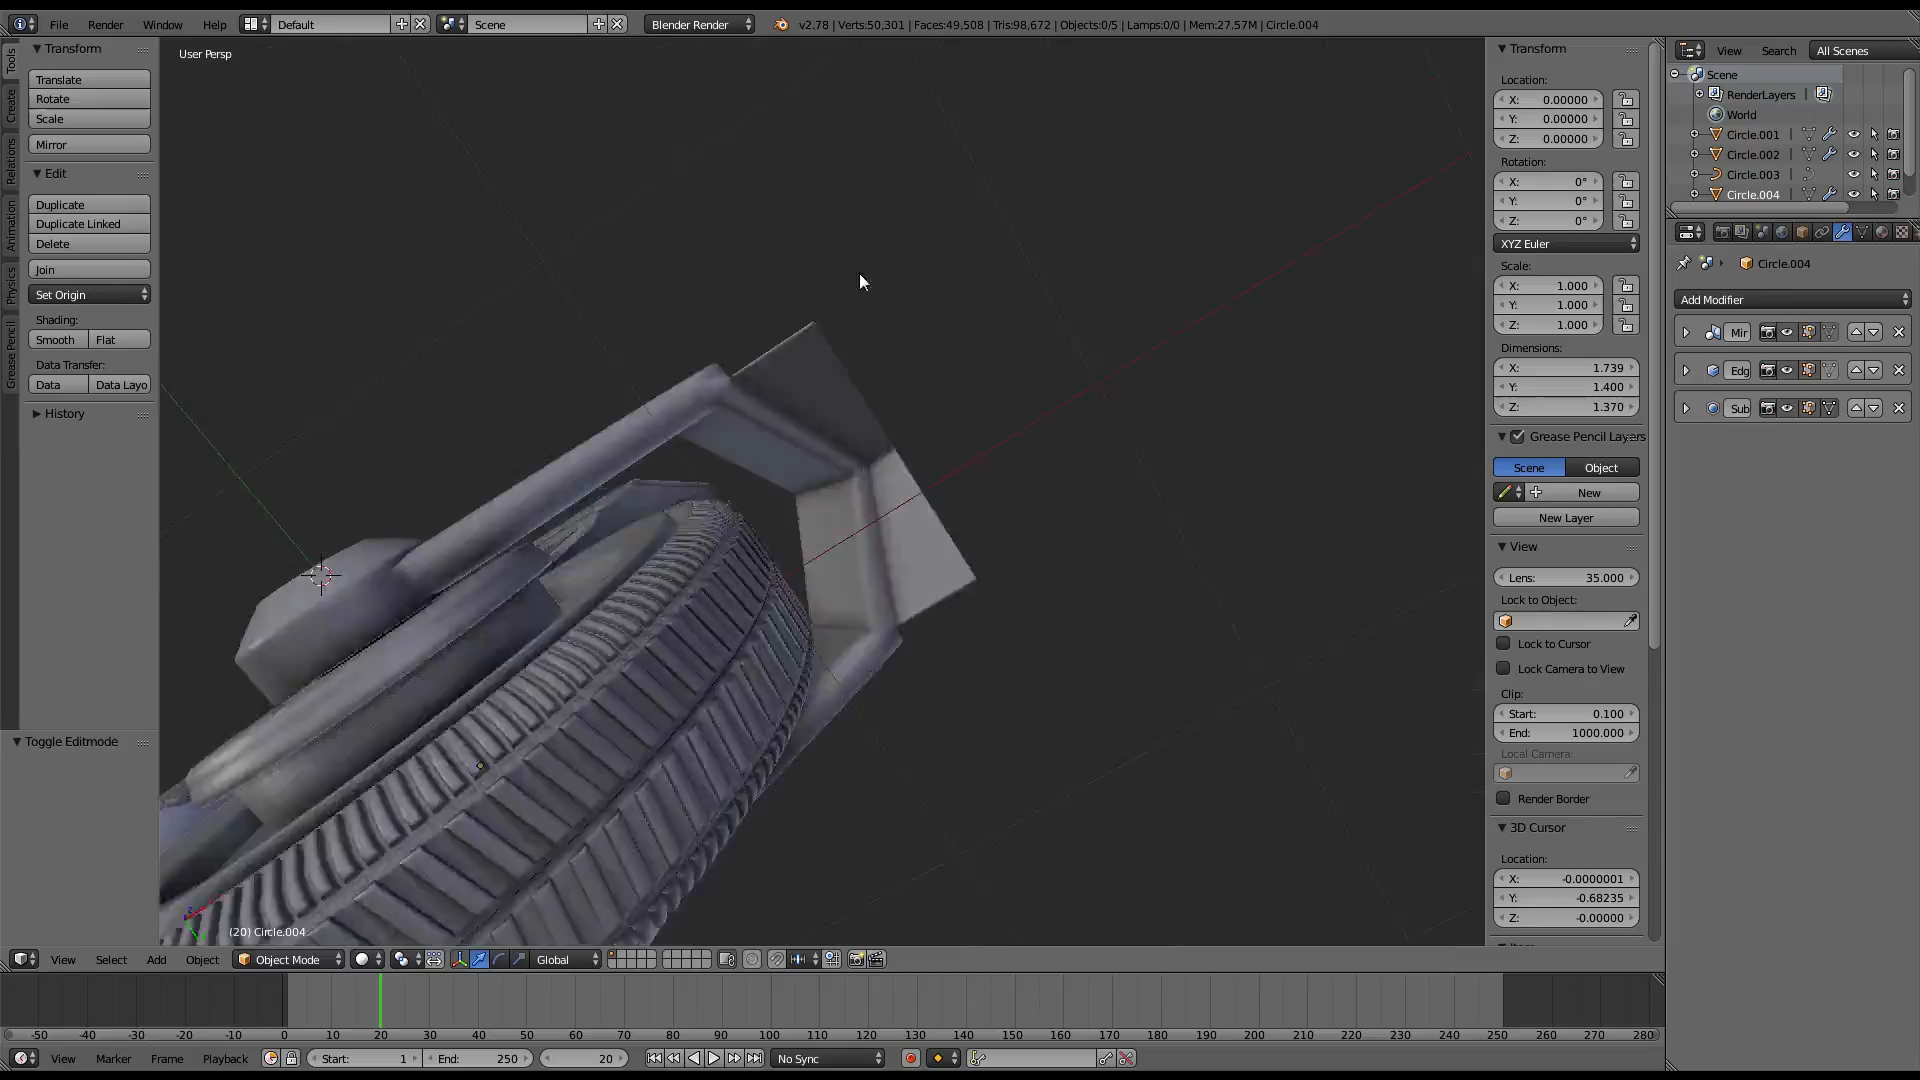 File Render Window Help Default Scene Blender Render v2.78 | Verts:50,301 | Faces:49,508 | Tris:98,672 | Objects:0/5 | Lamps:0/0 | Mem:27.57M | Circle.004
Tools
Create
Relations
Animation
Physics
Grease Pencil
Transform
Translate
Rotate
Scale
Mirror
Edit
Duplicate
Duplicate Linked
Delete
Join
Set Origin
Shading:
Smooth Flat
Data Transfer:
Data Data Layo
History
Toggle Editmode
User Persp
(20) Circle.004
Transform
Location:
X: 0.00000
Y: 0.00000
Z: 0.00000
Rotation:
X: 0°
Y: 0°
Z: 0°
XYZ Euler
Scale:
X: 1.000
Y: 1.000
Z: 1.000
Dimensions:
X: 1.739
Y: 1.400
Z: 1.370
Grease Pencil Layers
Scene Object
New
New Layer
View
Lens: 35.000
Lock to Object:
Lock to Cursor
Lock Camera to View
Clip:
Start: 0.100
End: 1000.000
Local Camera:
Render Border
3D Cursor
Location:
X: -0.0000001
Y: -0.68235
Z: -0.00000
View Search All Scenes
Scene
RenderLayers |
World
Circle.001 |
Circle.002 |
Circle.003 |
Circle.004 |
Circle.004
Add Modifier
Mir
Edg
Sub
View Select Add Object Object Mode Global
-50 -40 -30 -20 -10 0 10 20 30 40 50 60 70 80 90 100 110 120 130 140 150 160 170 180 190 200 210 220 230 240 250 260 270 280
View Marker Frame Playback Start: 1 End: 250 20 No Sync